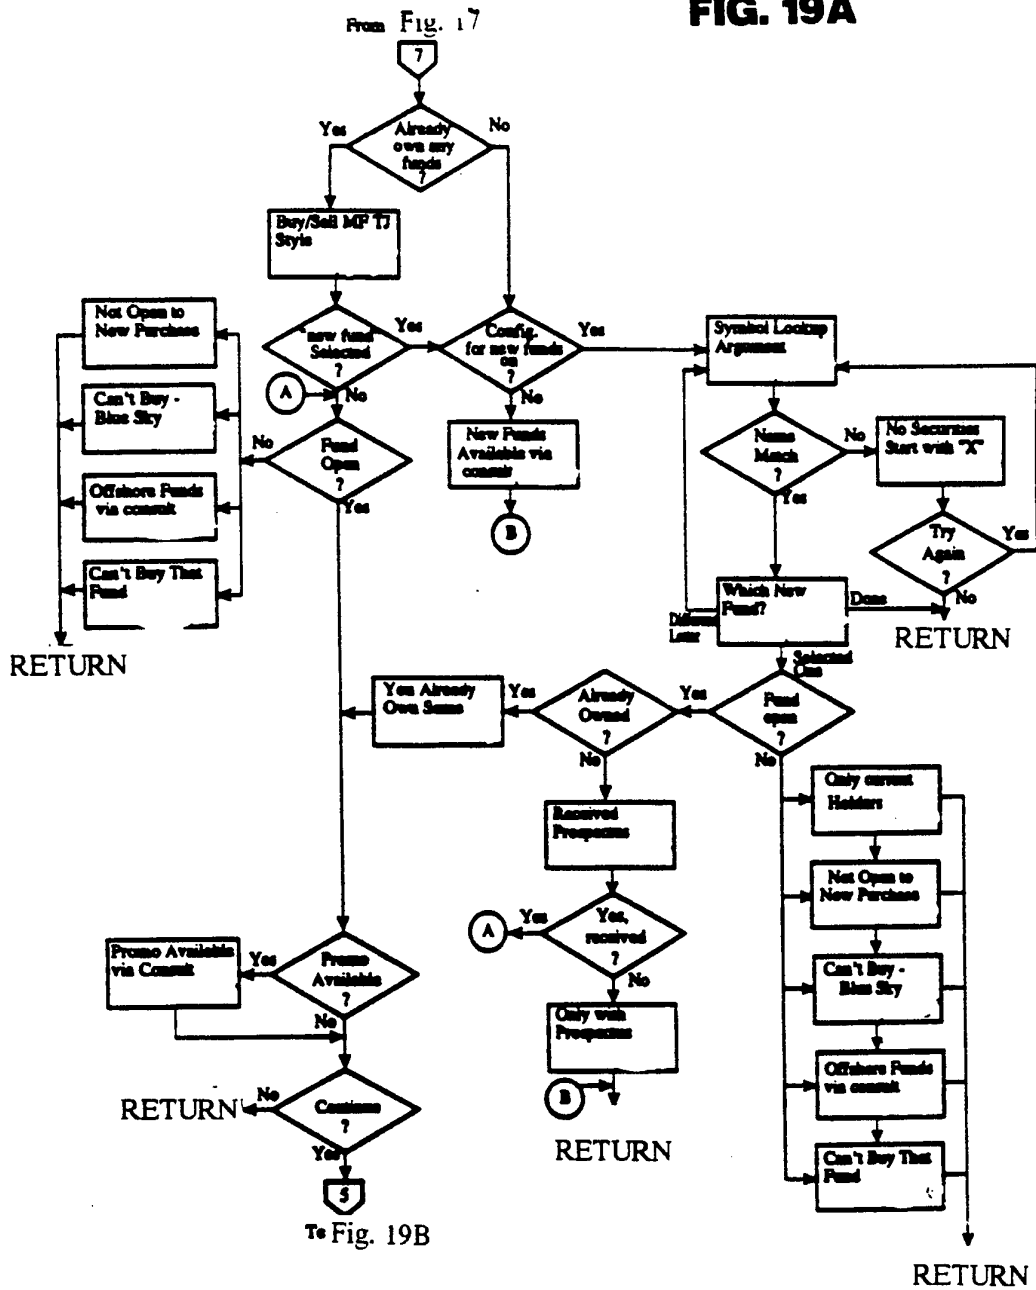 FIG. 19A
From Fig. 17
7
Yes
Already
own any
funds
?
No
Buy/Sell MF TJ
Style
"new fund"
Selected
?
Yes
No
Config.
for new funds
on
?
Yes
No
Symbol Lookup
Argument
Not Open to
New Purchase
Can't Buy -
Blue Sky
Offshore Funds
via consult
Can't Buy That
Fund
RETURN
A
No
Fund
Open
?
Yes
New Funds
Available via
consult
B
Name
Match
?
No
Yes
No Securities
Start with "X"
Try
Again
?
Yes
No
RETURN
Which New
Fund?
Done
Different
Letter
Selected
One
Fund
open
?
Yes
No
Already
Owned
?
Yes
No
You Already
Own Some
Received
Prospectus
Yes,
received
?
Yes
A
No
Only with
Prospectus
B
RETURN
Only current
Holders
Not Open to
New Purchase
Can't Buy -
Blue Sky
Offshore Funds
via consult
Can't Buy That
Fund
RETURN
Promo Available
via Consult
Yes
Promo
Available
?
No
Continue
?
No
RETURN
Yes
5
To Fig. 19B